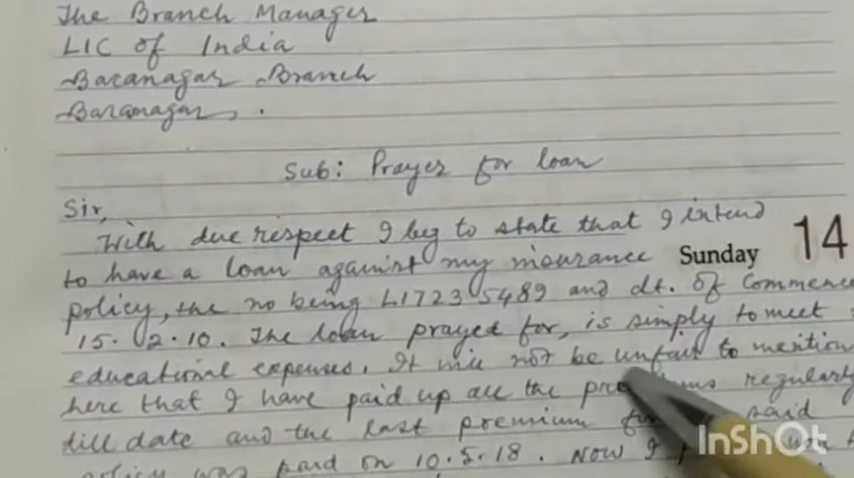 The Branch Manager
LIC of India
Baranagar Branch
Baranagar.
Sub: Prayer for loan
Sir,
With due respect I beg to state that I intend
to have a loan against my insurance Sunday 14
policy, the no being L1723 5489 and dt. of Commence
15.12.10. The loan prayed for, is simply to meet
educational expenses. It will not be unfair to mention
here that I have paid up all the regularly
till date and the last premium said
policy was paid on 10.5.18. Now I
InShOt